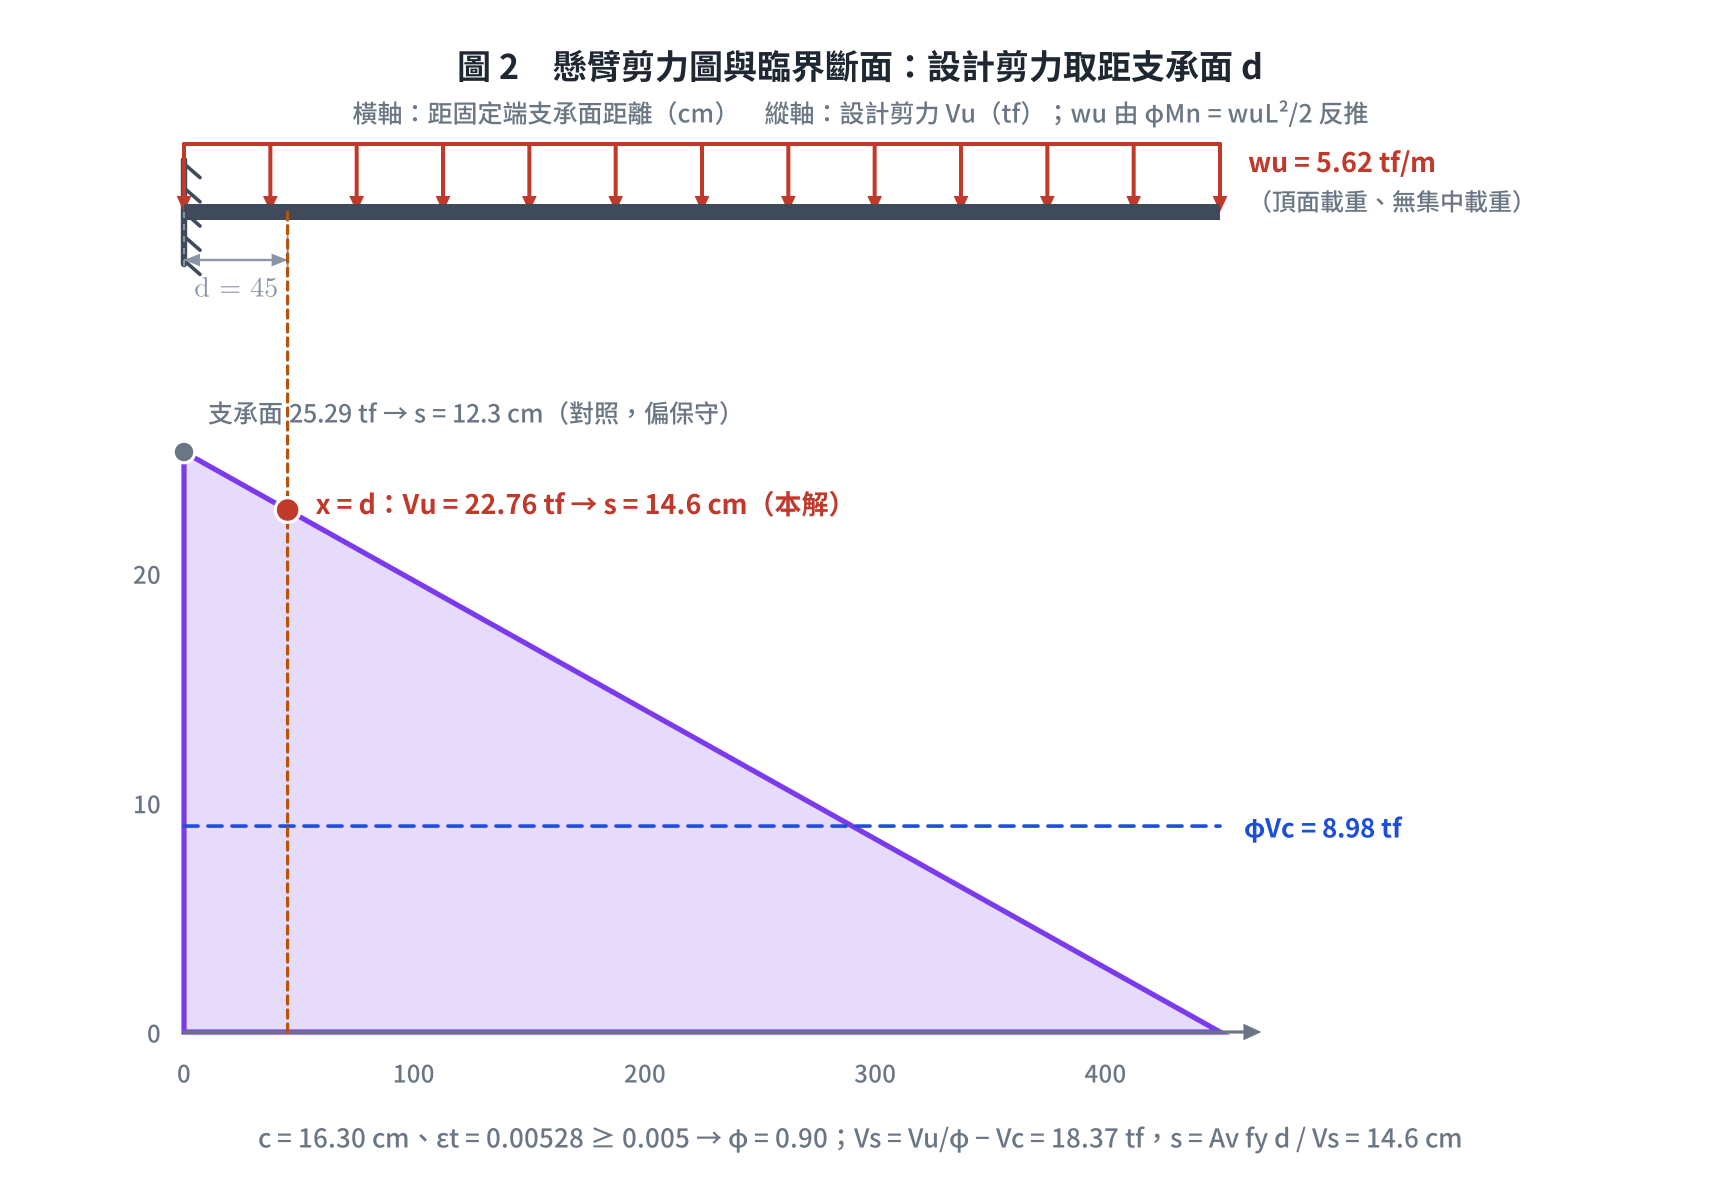 圖 2　懸臂剪力圖與臨界斷面：設計剪力取距支承面 d
橫軸：距固定端支承面距離（cm）　縱軸：設計剪力 Vu（tf）；wu 由 ϕMn = wuL²/2 反推
wu = 5.62 tf/m
（頂面載重、無集中載重）
d = 45
支承面 25.29 tf → s = 12.3 cm（對照，偏保守）
x = d：Vu = 22.76 tf → s = 14.6 cm（本解）
20
10
ϕVc = 8.98 tf
0
0 100 200 300 400
c = 16.30 cm、εt = 0.00528 ≥ 0.005 → ϕ = 0.90；Vs = Vu/ϕ − Vc = 18.37 tf，s = Av fy d / Vs = 14.6 cm